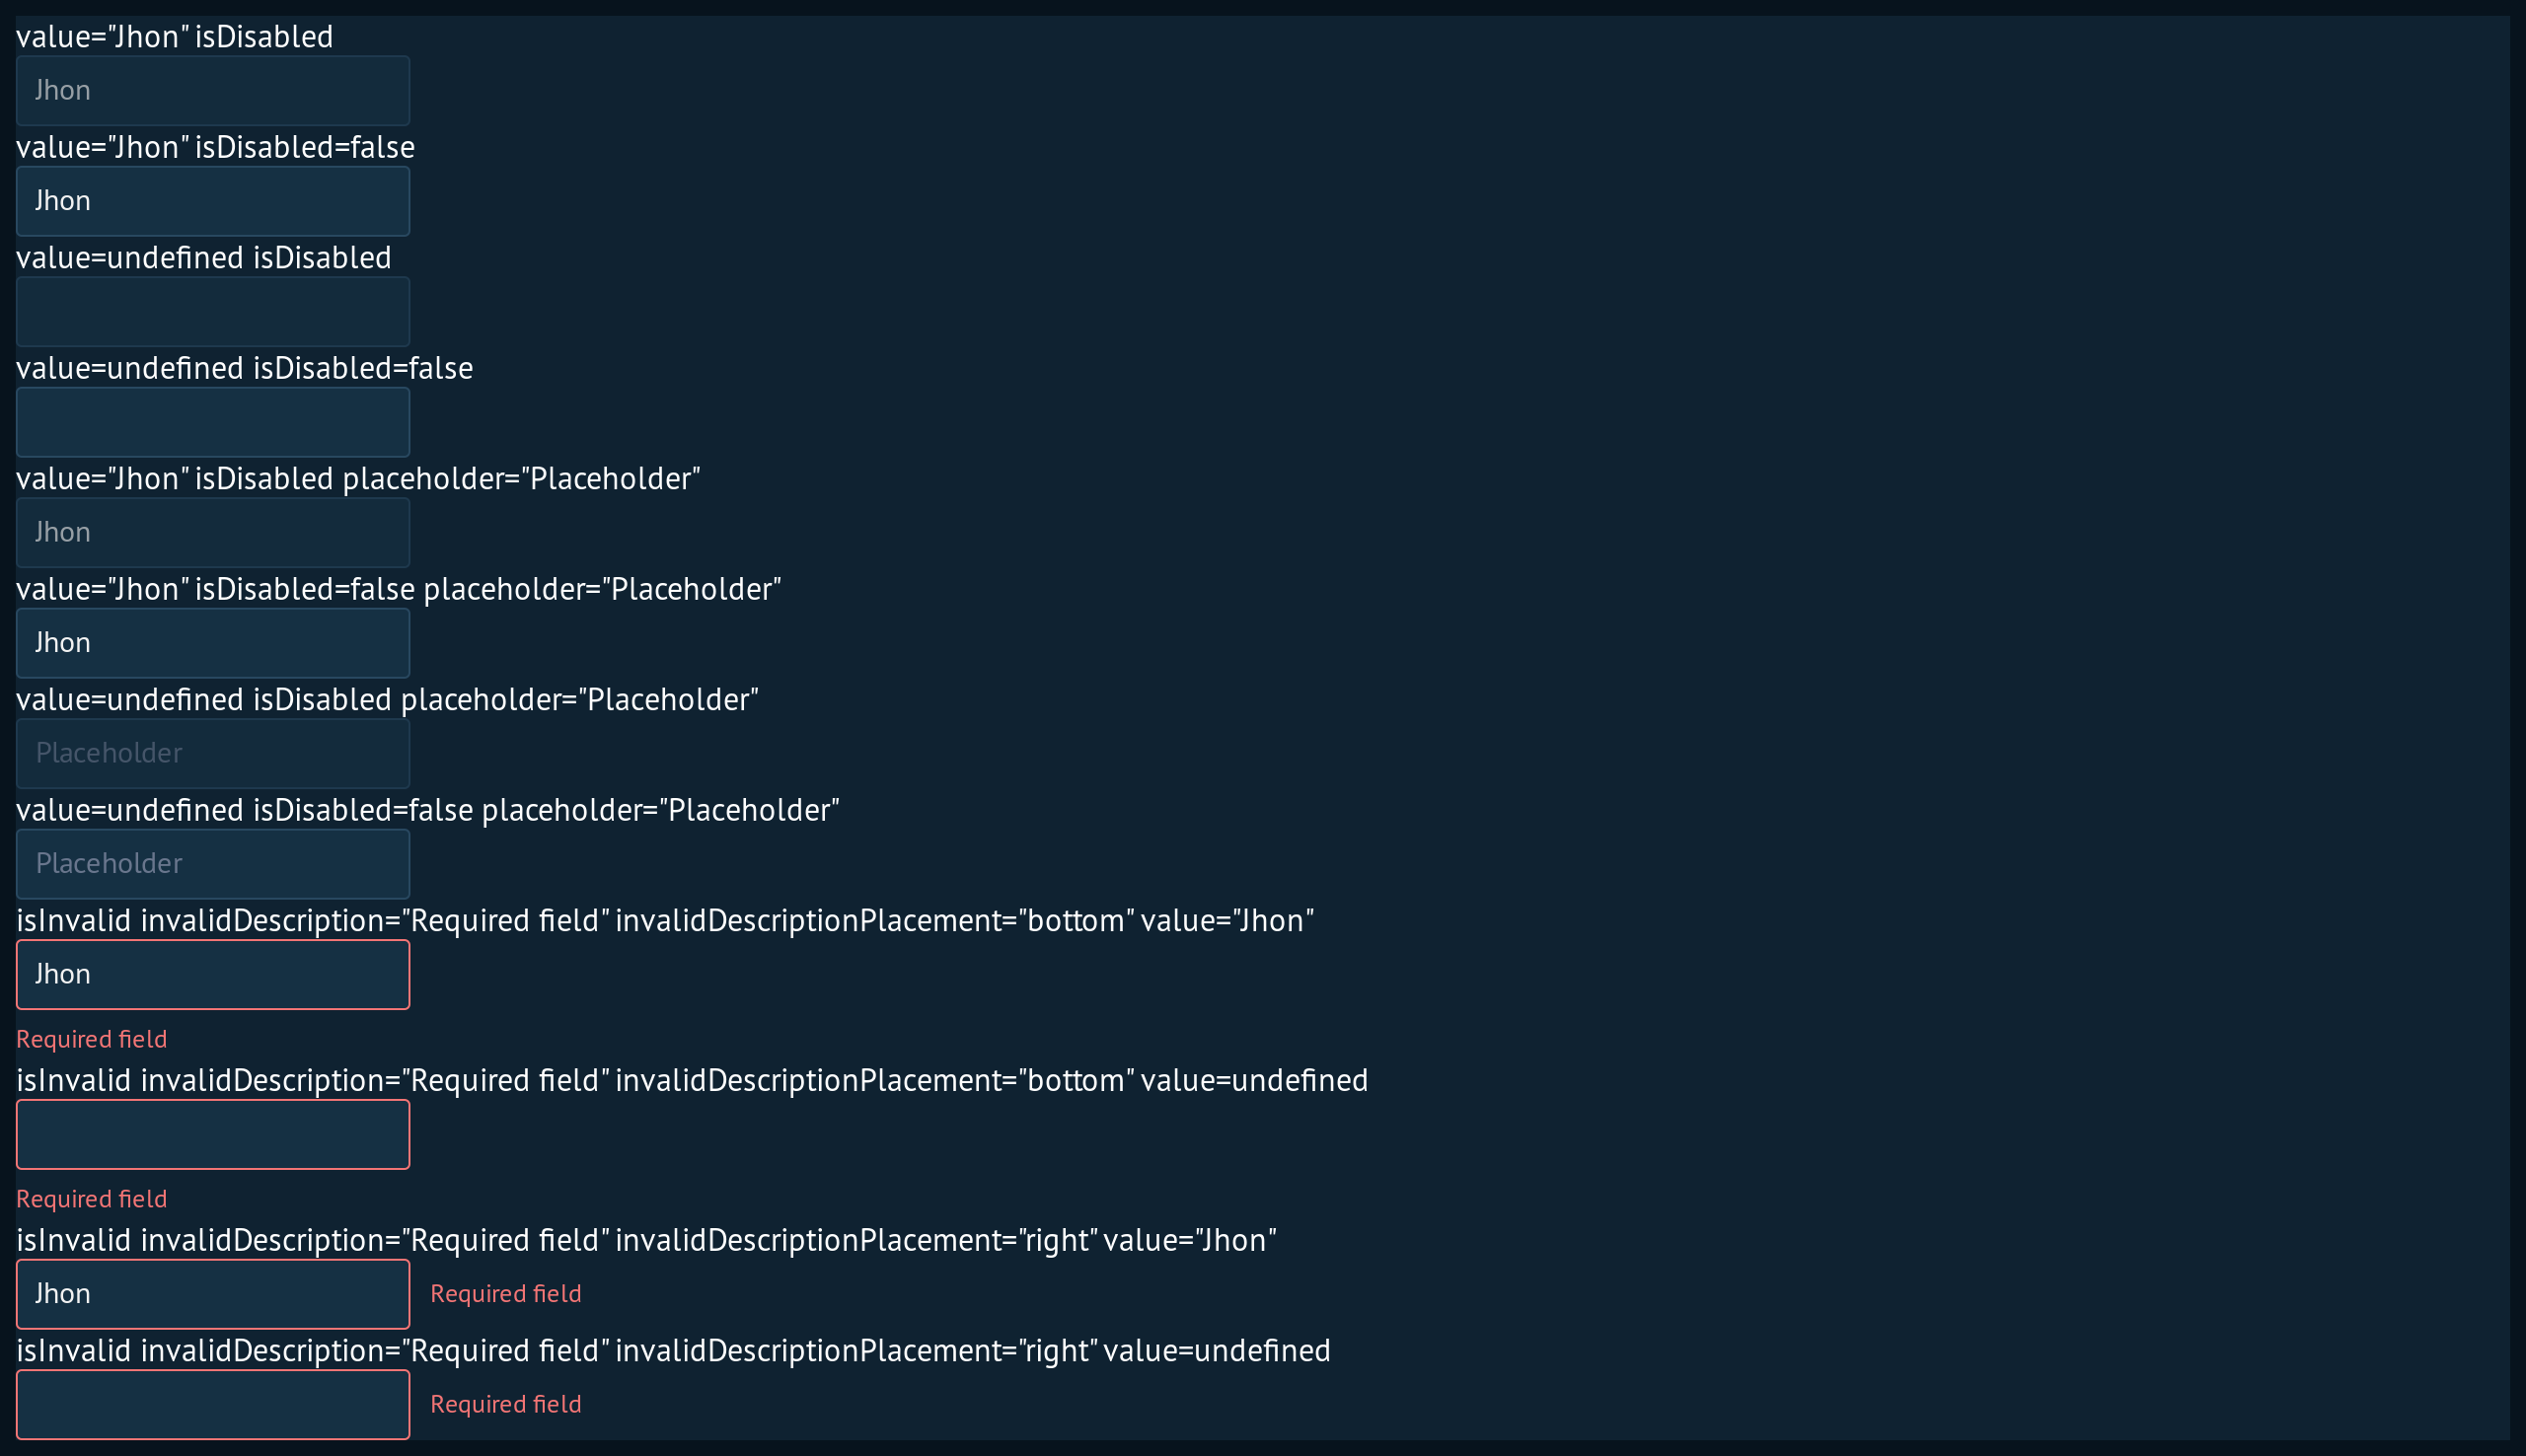 value="Jhon" isDisabled
Jhon
value="Jhon" isDisabled=false
Jhon
value=undefined isDisabled
value=undefined isDisabled=false
value="Jhon" isDisabled placeholder="Placeholder"
Jhon
value="Jhon" isDisabled=false placeholder="Placeholder"
Jhon
value=undefined isDisabled placeholder="Placeholder"
Placeholder
value=undefined isDisabled=false placeholder="Placeholder"
Placeholder
isInvalid invalidDescription="Required field" invalidDescriptionPlacement="bottom" value="Jhon"
Jhon
Required field
isInvalid invalidDescription="Required field" invalidDescriptionPlacement="bottom" value=undefined
Required field
isInvalid invalidDescription="Required field" invalidDescriptionPlacement="right" value="Jhon"
Jhon Required field
isInvalid invalidDescription="Required field" invalidDescriptionPlacement="right" value=undefined
Required field